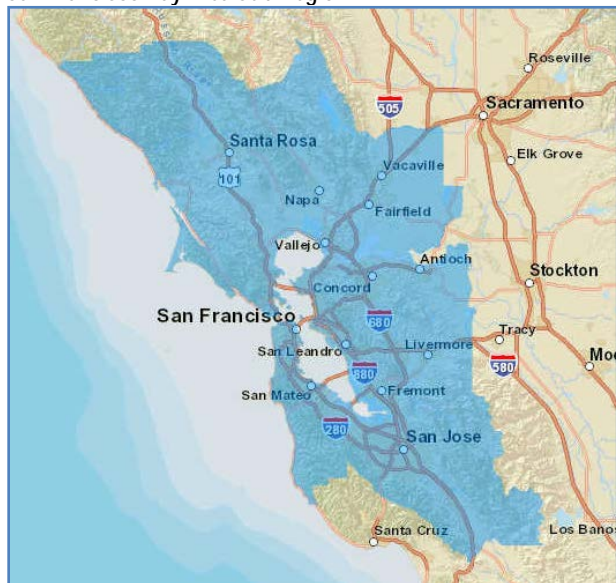 Roseville
505
Sacramento
Santa Rosa
Elk Grove
101
Vacaville
Napa
Fairfield
Vallejo
Antioch
Concord
Stockton
San Francisco
680
Tracy
San Leandro
Livermore
880
580
San Mateo
Fremont
280
San Jose
Santa Cruz
Los Banos